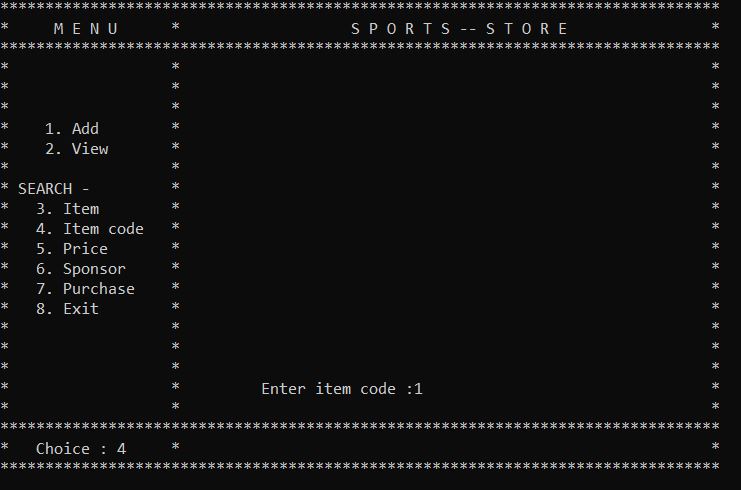 ********************************************************************************
*     M E N U      *                   S P O R T S -- S T O R E                *
********************************************************************************
*                  *                                                           *
*                  *                                                           *
*                  *                                                           *
*    1. Add        *                                                           *
*    2. View       *                                                           *
*                  *                                                           *
* SEARCH -         *                                                           *
*   3. Item        *                                                           *
*   4. Item code   *                                                           *
*   5. Price       *                                                           *
*   6. Sponsor     *                                                           *
*   7. Purchase    *                                                           *
*   8. Exit        *                                                           *
*                  *                                                           *
*                  *                                                           *
*                  *                                                           *
*                  *         Enter item code :1                                *
*                  *                                                           *
********************************************************************************
*   Choice : 4     *                                                           *
********************************************************************************